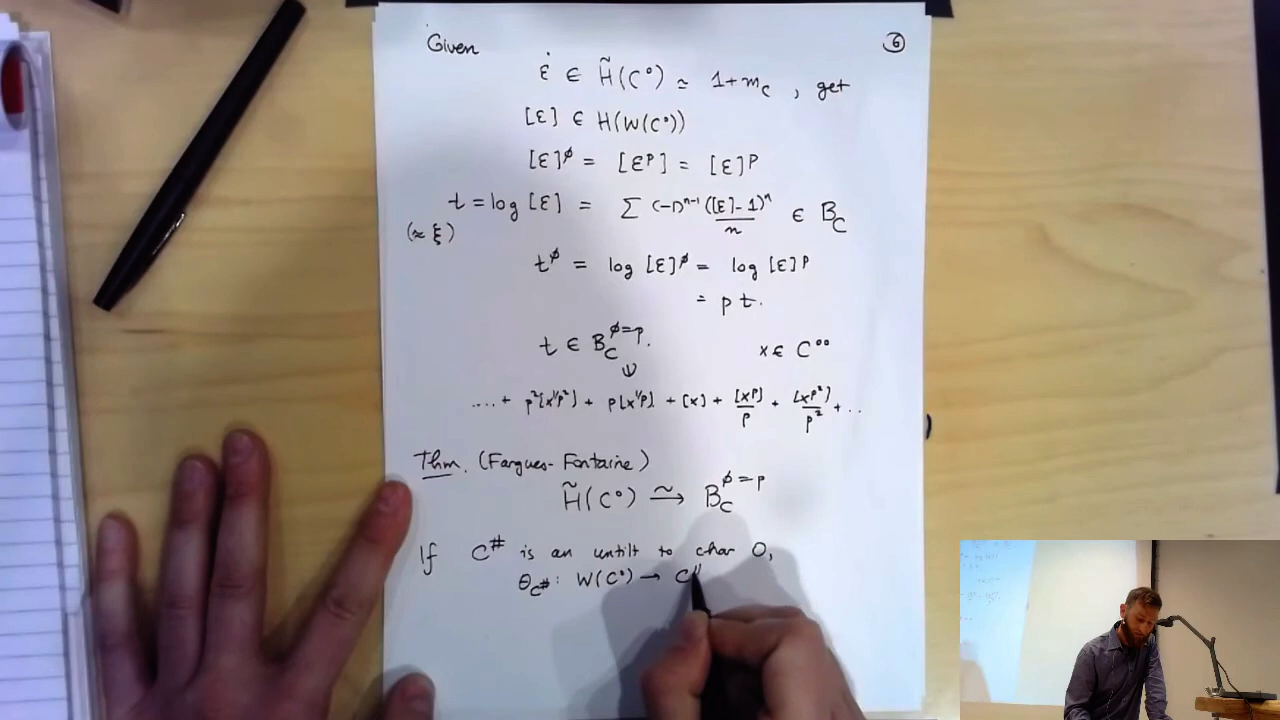 Given ⑥
ε ∈ H̃(C°) ≃ 1+m_C , get
[ε] ∈ H(W(C°))
[ε]^φ = [ε^p] = [ε]^p
t = log [ε] = ∑ (-1)^{n-1} ([ε]-1)^n / n ∈ B_C
(≈ ξ)
t^φ = log [ε]^φ = log [ε]^p
= p t.
t ∈ B_C^{φ=p}. x ∈ C°°
.... + p²[x^{1/p²}] + p[x^{1/p}] + [x] + [x^p]/p + [x^{p²}]/p² + ..
Thm. (Fargues-Fontaine)
H̃(C°) ⥲ B_C^{φ=p}
If C^# is an untilt to char 0,
θ_{C^#} : W(C°) → C